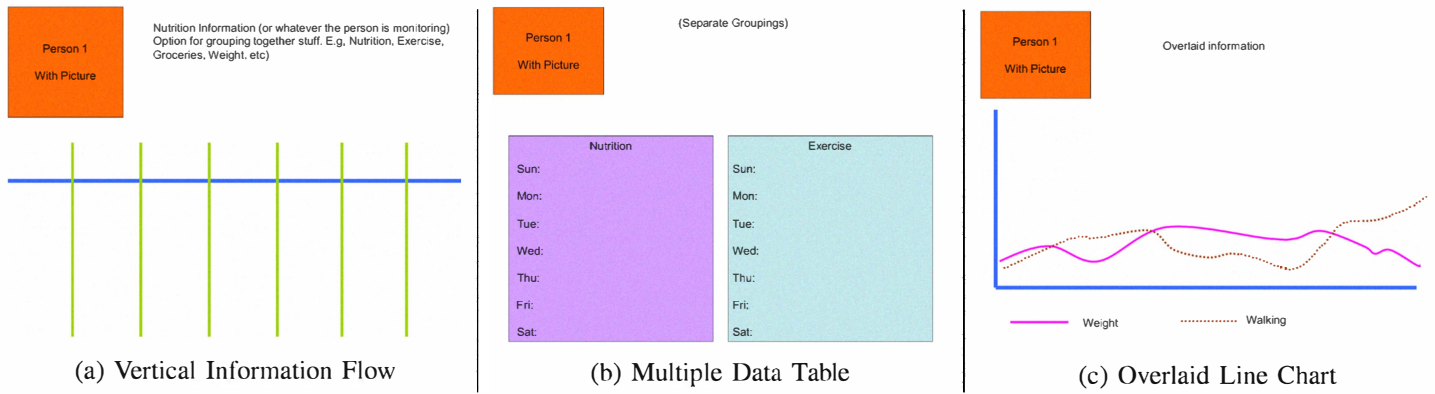 Person 1
With Picture
Nutrition Information (or whatever the person is monitoring)
Option for grouping together stuff. E.g, Nutrition, Exercise,
Groceries, Weight. etc)
(a) Vertical Information Flow
Person 1
With Picture
(Separate Groupings)
Nutrition
Sun:
Mon:
Tue:
Wed:
Thu:
Fri:
Sat:
Exercise
Sun:
Mon:
Tue:
Wed:
Thu:
Fri:
Sat:
(b) Multiple Data Table
Person 1
With Picture
Overlaid information
Weight
Walking
(c) Overlaid Line Chart